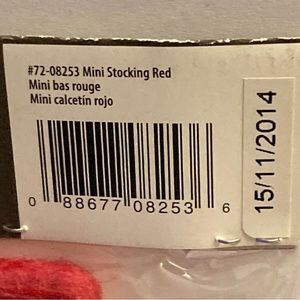 #72-08253 Mini Stocking Red
Mini bas rouge
Mini calcetin rojo
0 88677 08253 6
15/11/2014